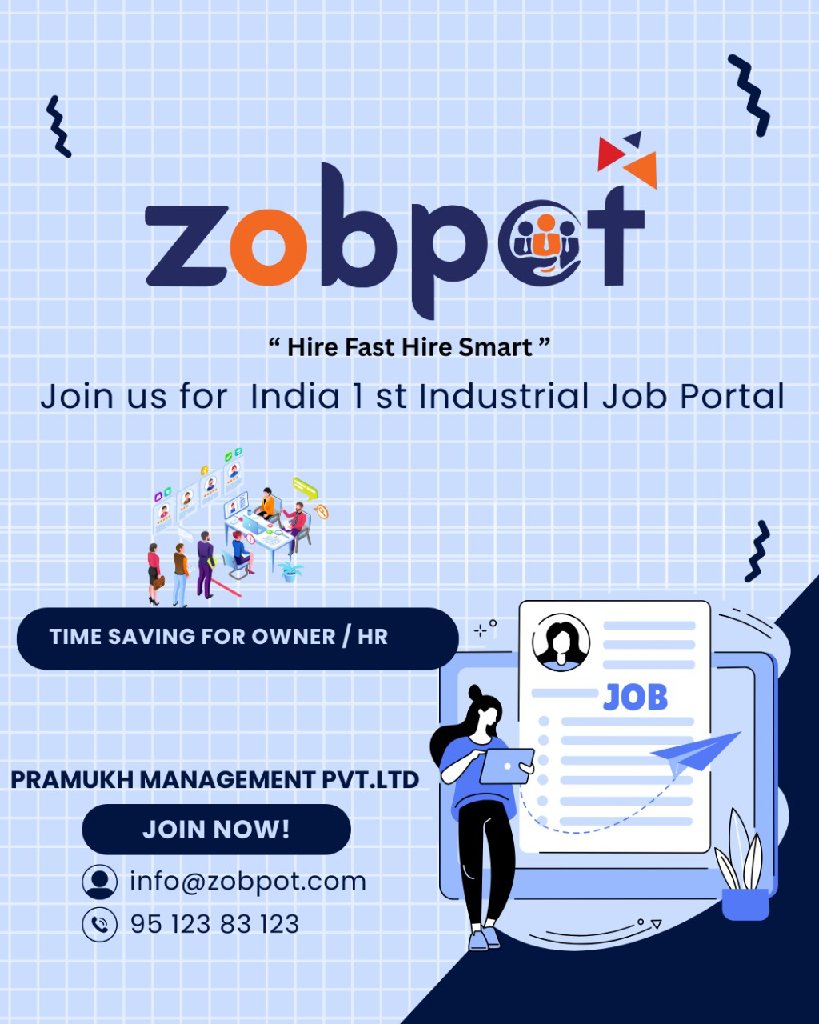 zobpot
“ Hire Fast Hire Smart ”
Join us for India 1 st Industrial Job Portal
TIME SAVING FOR OWNER / HR
JOB
PRAMUKH MANAGEMENT PVT.LTD
JOIN NOW!
info@zobpot.com
95 123 83 123